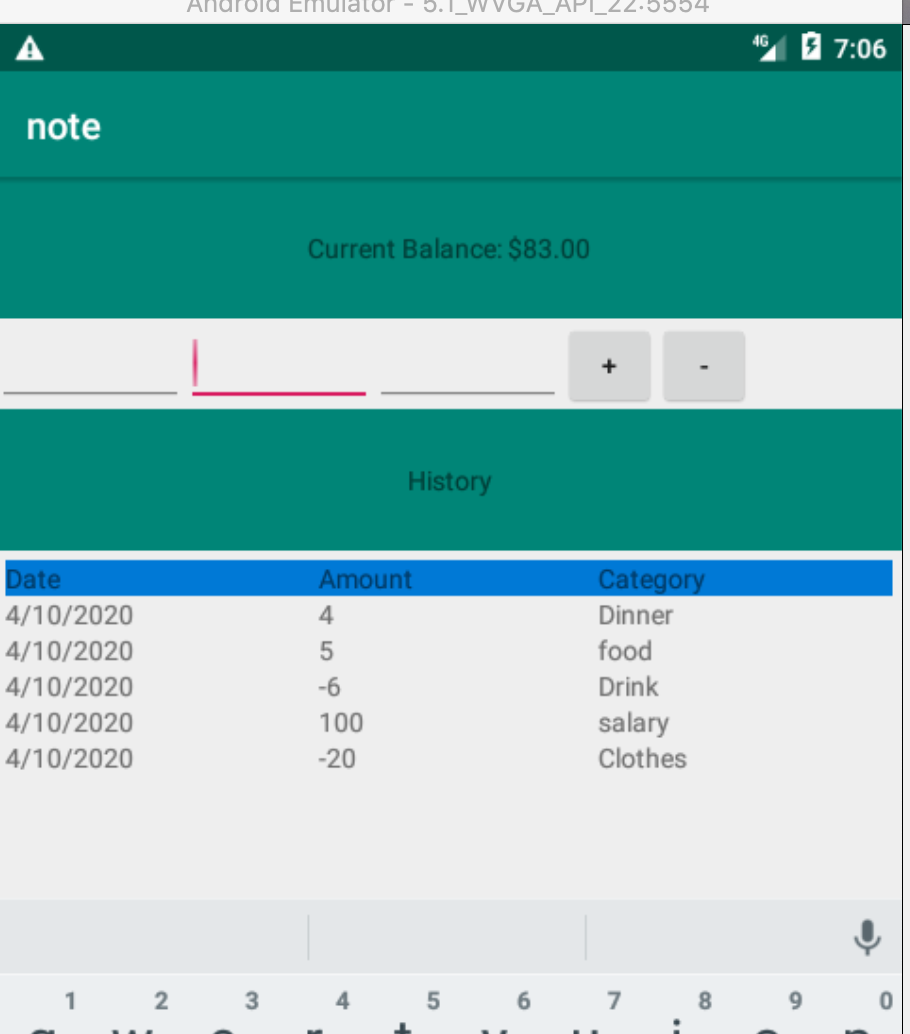 Android Emulator - 5.1_WVGA_API_22:5554
4G 7:06
note
Current Balance: $83.00
+ -
History
Date Amount Category
4/10/2020 4 Dinner
4/10/2020 5 food
4/10/2020 -6 Drink
4/10/2020 100 salary
4/10/2020 -20 Clothes
1 2 3 4 5 6 7 8 9 0